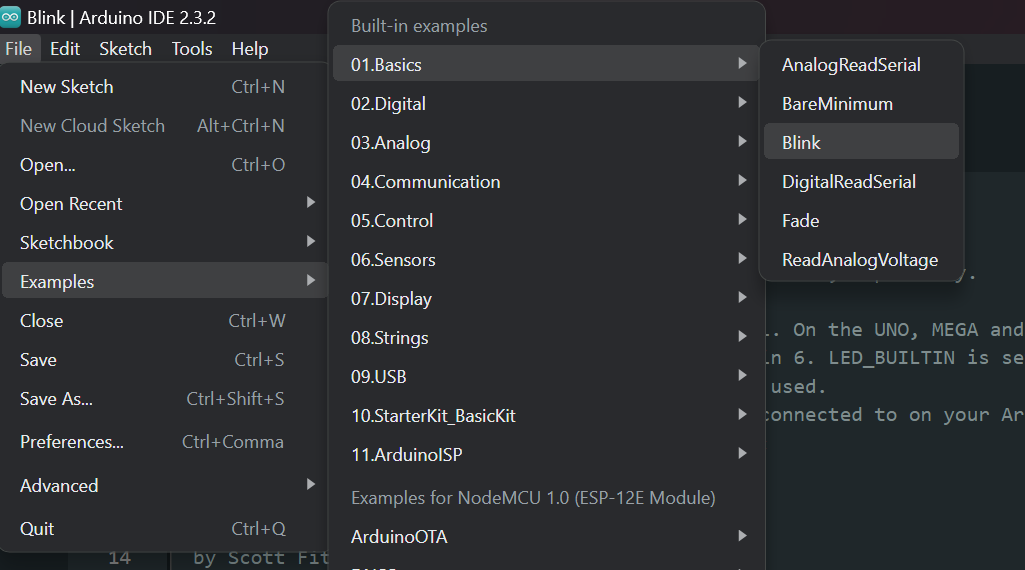 Blink | Arduino IDE 2.3.2
File Edit Sketch Tools Help
New Sketch Ctrl+N
New Cloud Sketch Alt+Ctrl+N
Open... Ctrl+O
Open Recent
Sketchbook
Examples
Close Ctrl+W
Save Ctrl+S
Save As... Ctrl+Shift+S
Preferences... Ctrl+Comma
Advanced
Quit Ctrl+Q
Built-in examples
01.Basics
02.Digital
03.Analog
04.Communication
05.Control
06.Sensors
07.Display
08.Strings
09.USB
10.StarterKit_BasicKit
11.ArduinoISP
Examples for NodeMCU 1.0 (ESP-12E Module)
ArduinoOTA
AnalogReadSerial
BareMinimum
Blink
DigitalReadSerial
Fade
ReadAnalogVoltage
. On the UNO, MEGA and
in 6. LED_BUILTIN is se
used.
connected to on your Ar
14 by Scott Fit